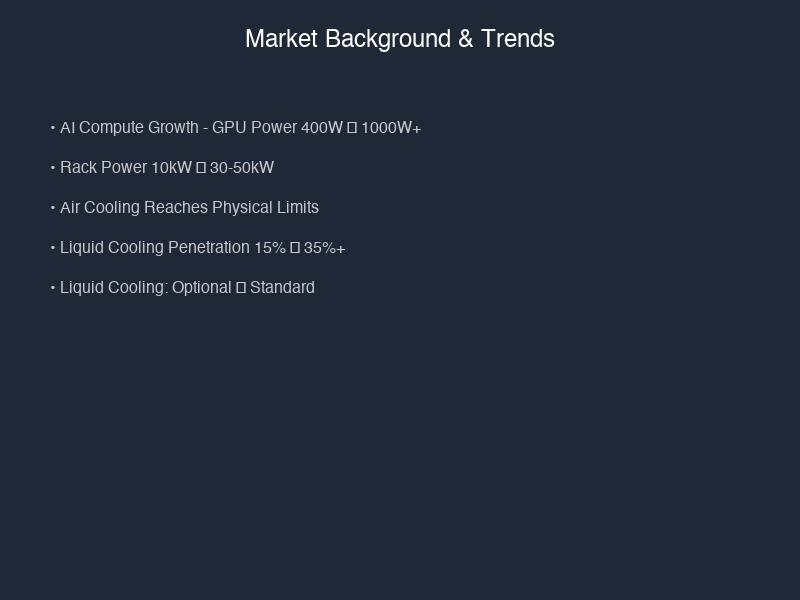 Market Background & Trends
• AI Compute Growth - GPU Power 400W □ 1000W+
• Rack Power 10kW □ 30-50kW
• Air Cooling Reaches Physical Limits
• Liquid Cooling Penetration 15% □ 35%+
• Liquid Cooling: Optional □ Standard